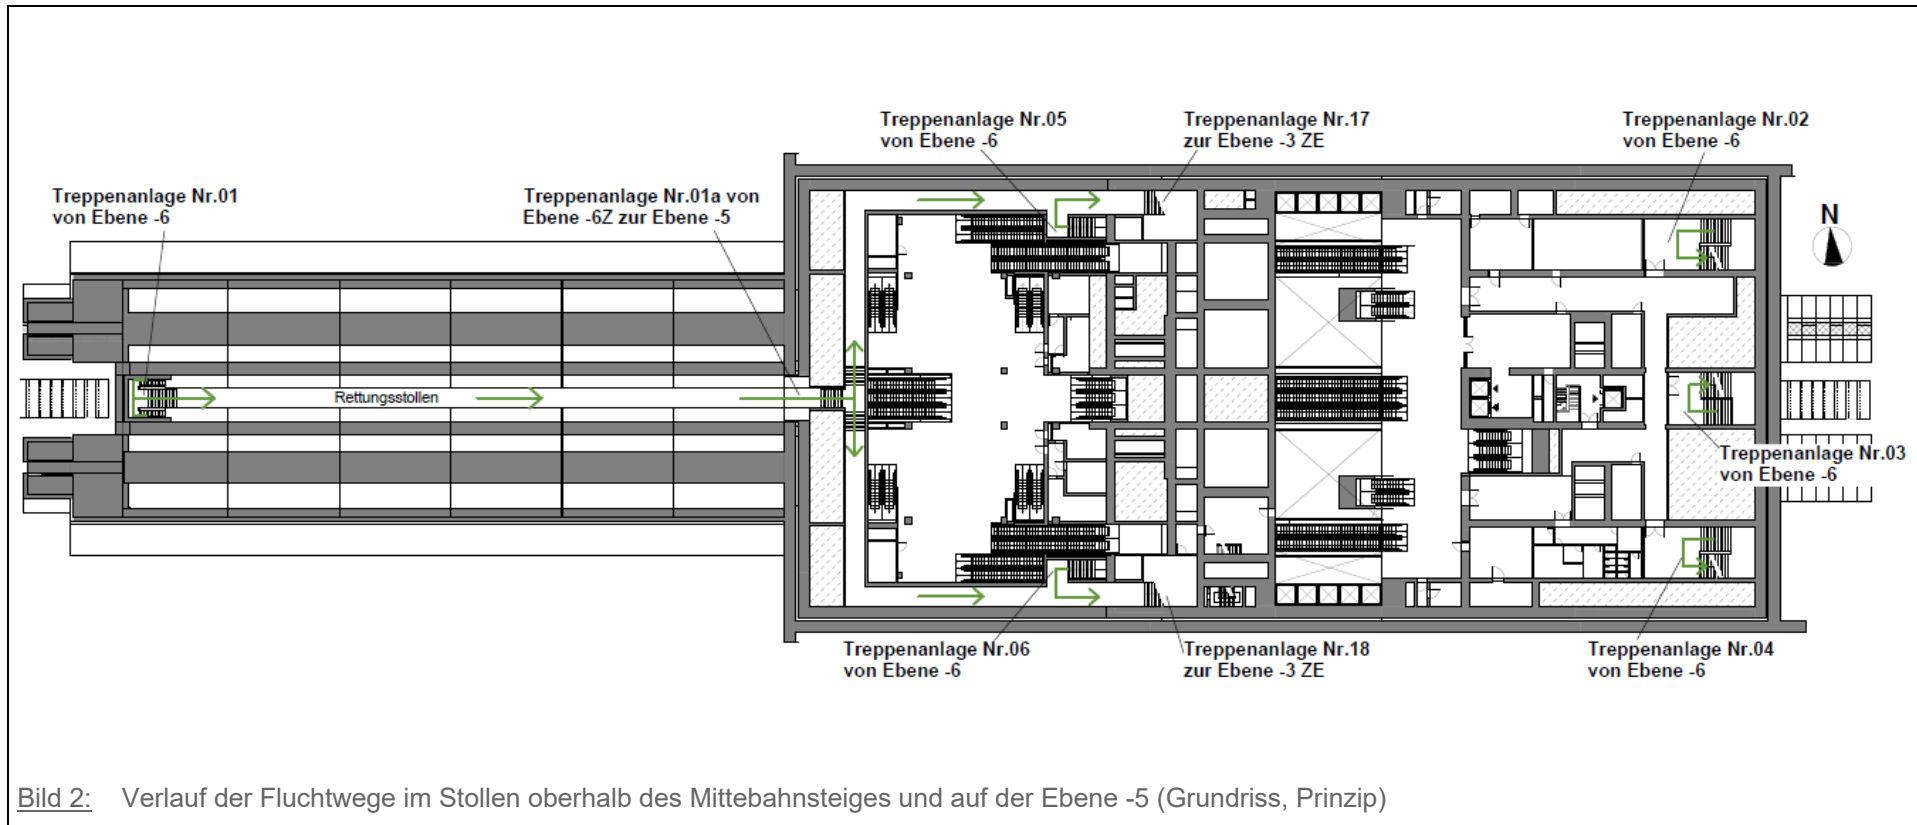 Treppenanlage Nr.05
von Ebene -6
Treppenanlage Nr.17
zur Ebene -3 ZE
Treppenanlage Nr.02
von Ebene -6
Treppenanlage Nr.01
von Ebene -6
Treppenanlage Nr.01a von
Ebene -6Z zur Ebene -5
N
Rettungsstollen
Treppenanlage Nr.03
von Ebene -6
Treppenanlage Nr.06
von Ebene -6
Treppenanlage Nr.18
zur Ebene -3 ZE
Treppenanlage Nr.04
von Ebene -6
Bild 2: Verlauf der Fluchtwege im Stollen oberhalb des Mittebahnsteiges und auf der Ebene -5 (Grundriss, Prinzip)